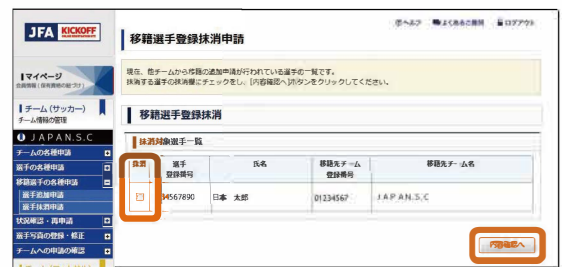 JFA KICKOFF
ヘルプ よくあるご質問 ログアウト
移籍選手登録抹消申請
マイページ
現在、他チームから移籍の追加申請が行われている選手の一覧です。
抹消する選手の抹消欄にチェックをし、[内容確認へ]ボタンをクリックしてください。
チーム(サッカー)
チーム情報の管理
移籍選手登録抹消
JAPAN.S.C
抹消対象選手一覧
チームの各種申請
選手の各種申請
移籍選手の各種申請
選手追加申請
選手抹消申請
状況確認・再申請
選手写真の登録・修正
チームへの申請の確認
抹消 選手登録番号 氏名 移籍先チーム登録番号 移籍先チーム名
14567890 日本 太郎 01234567 JAPAN.S.C
内容確認へ